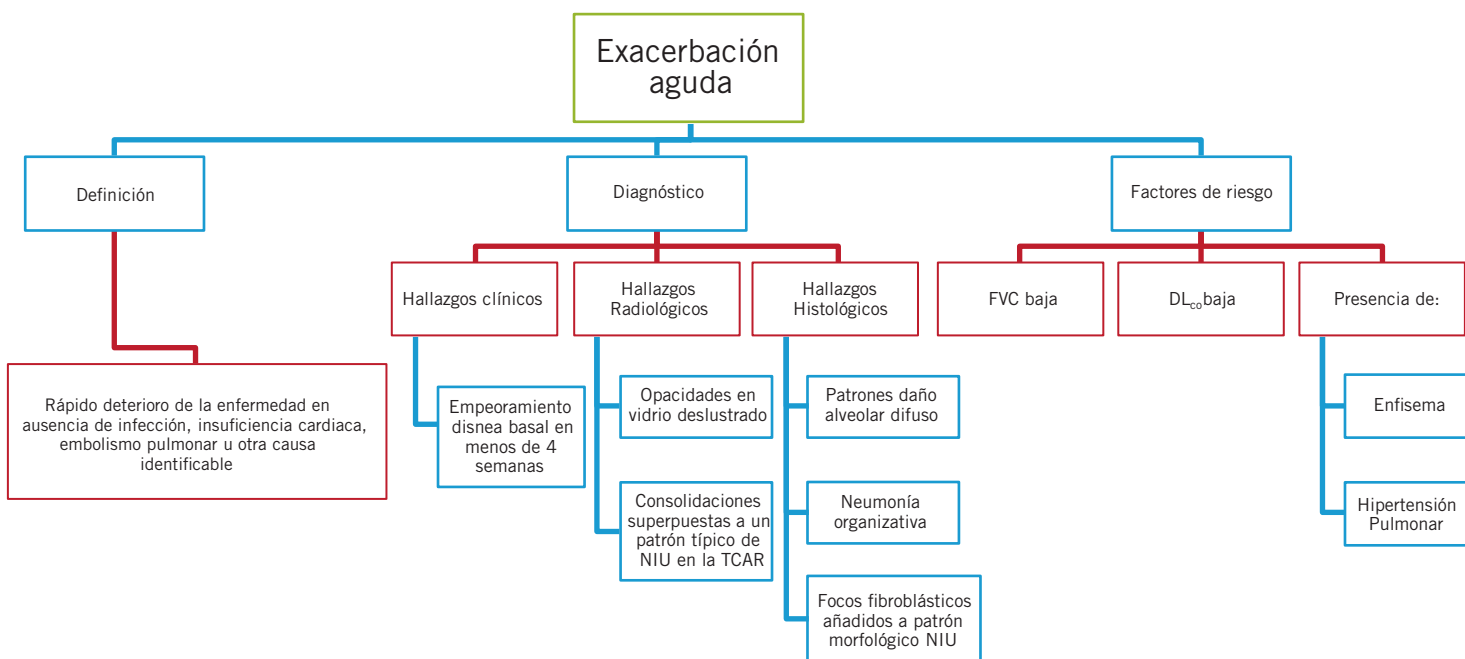 Exacerbación
aguda
Definición
Diagnóstico
Factores de riesgo
Hallazgos clínicos
Hallazgos
Radiológicos
Hallazgos
Histológicos
FVC baja
DLco baja
Presencia de:
Rápido deterioro de la enfermedad en
ausencia de infección, insuficiencia cardiaca,
embolismo pulmonar u otra causa
identificable
Empeoramiento
disnea basal en
menos de 4
semanas
Opacidades en
vidrio deslustrado
Consolidaciones
superpuestas a un
patrón típico de
NIU en la TCAR
Patrones daño
alveolar difuso
Neumonía
organizativa
Focos fibroblásticos
añadidos a patrón
morfológico NIU
Enfisema
Hipertensión
Pulmonar